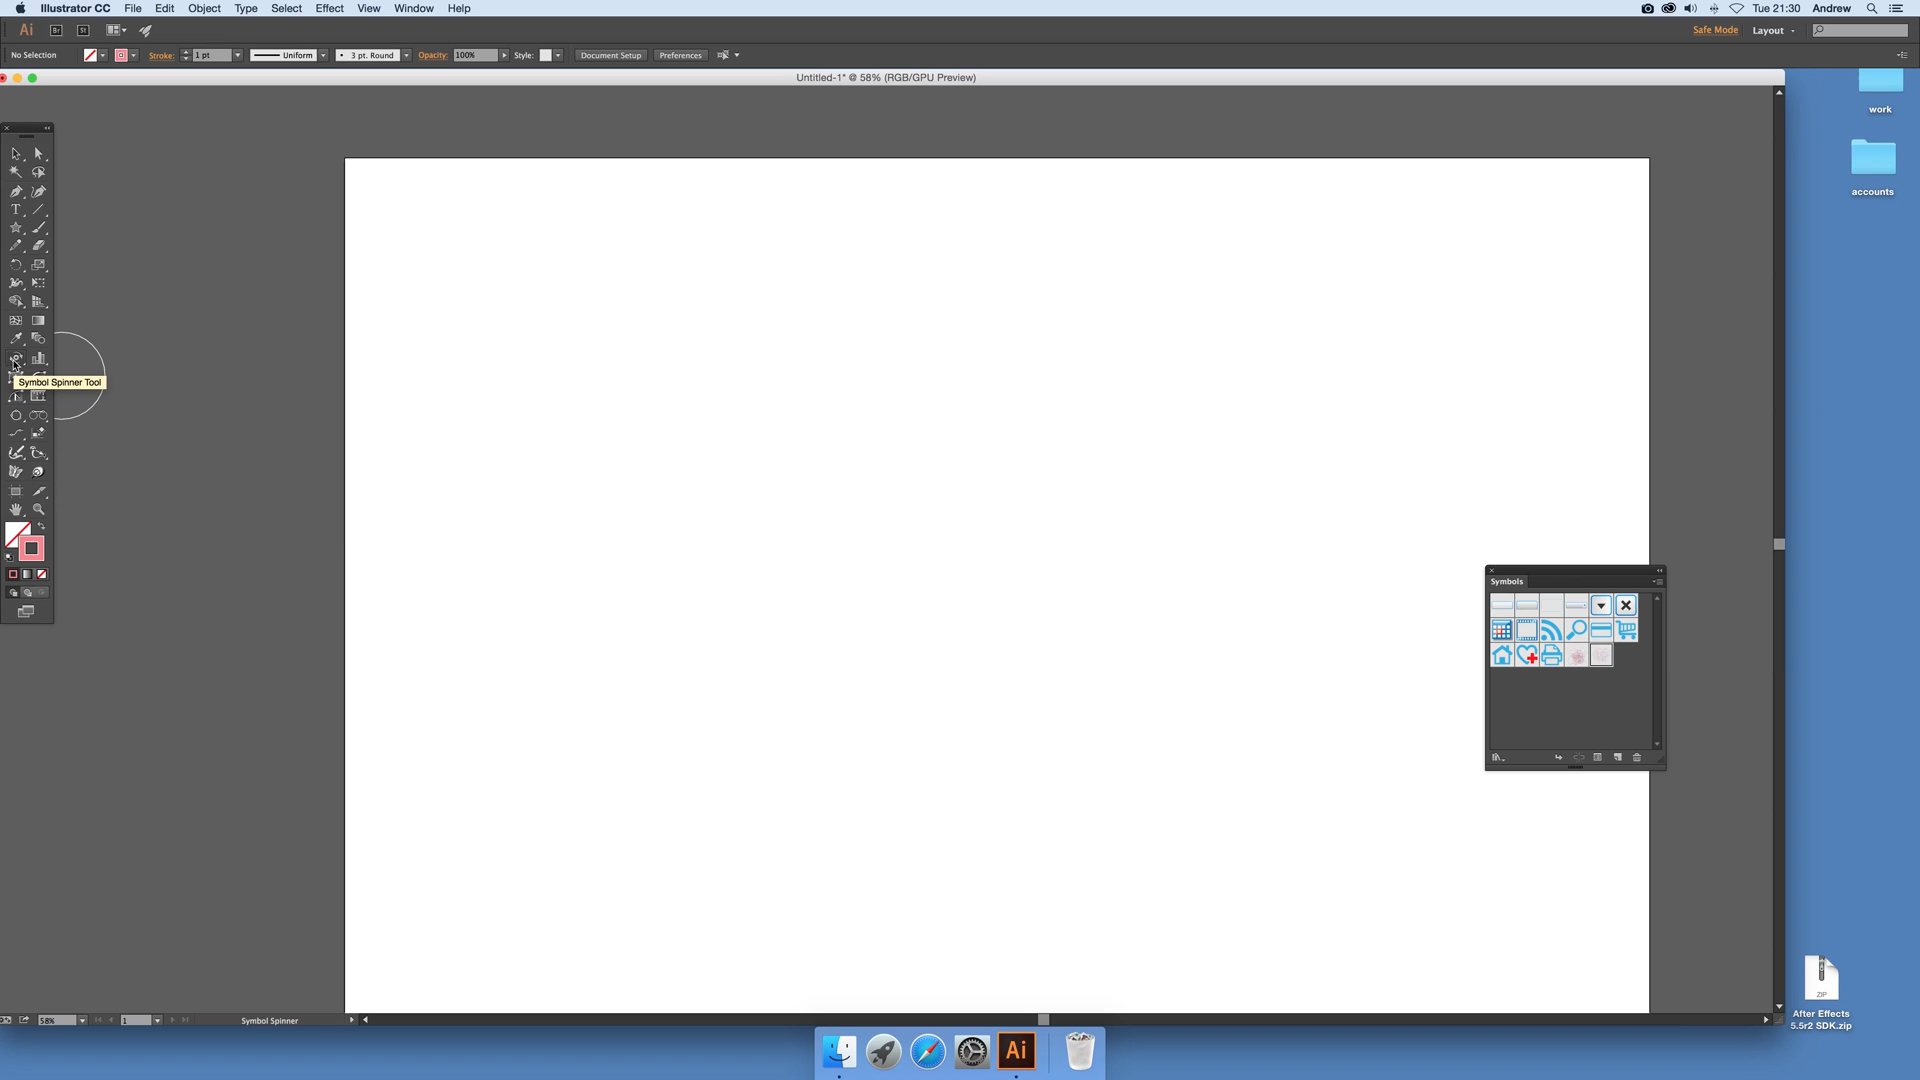 Illustrator CC File Edit Object Type Select Effect View Window Help Tue 21:30 Andrew
Ai Br St Safe Mode Layout
No Selection Stroke: 1 pt Uniform 3 pt. Round Opacity: 100% Style: Document Setup Preferences
Untitled-1* @ 58% (RGB/GPU Preview)
work
accounts
T
Symbol Spinner Tool
Symbols
ZIP
After Effects
5.5r2 SDK.zip
58% 1 Symbol Spinner
Ai